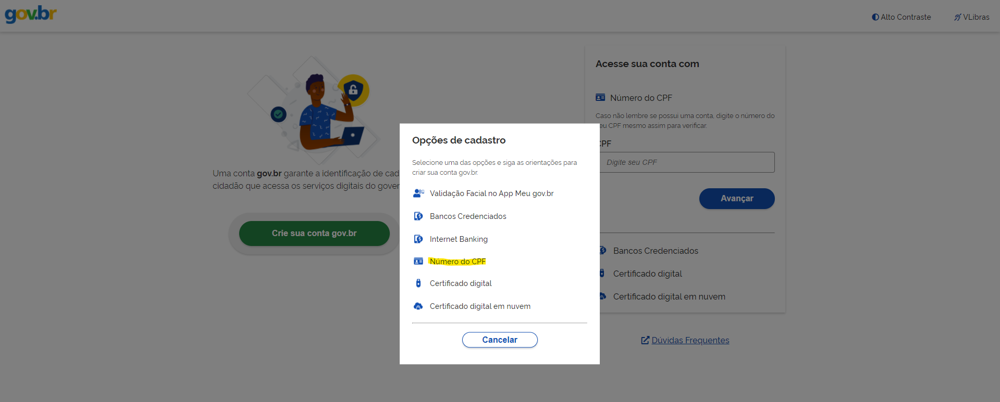 gov.br
Alto Contraste
VLibras
Uma conta gov.br garante a identificação de cad
cidadão que acessa os serviços digitais do gover
Crie sua conta gov.br
Opções de cadastro
Selecione uma das opções e siga as orientações para
criar sua conta gov.br.
Validação Facial no App Meu gov.br
Bancos Credenciados
Internet Banking
Número do CPF
Certificado digital
Certificado digital em nuvem
Cancelar
Acesse sua conta com
Número do CPF
Caso não lembre se possui uma conta, digite o número do
eu CPF mesmo assim para verificar.
CPF
Digite seu CPF
Avançar
Bancos Credenciados
Certificado digital
Certificado digital em nuvem
Dúvidas Frequentes